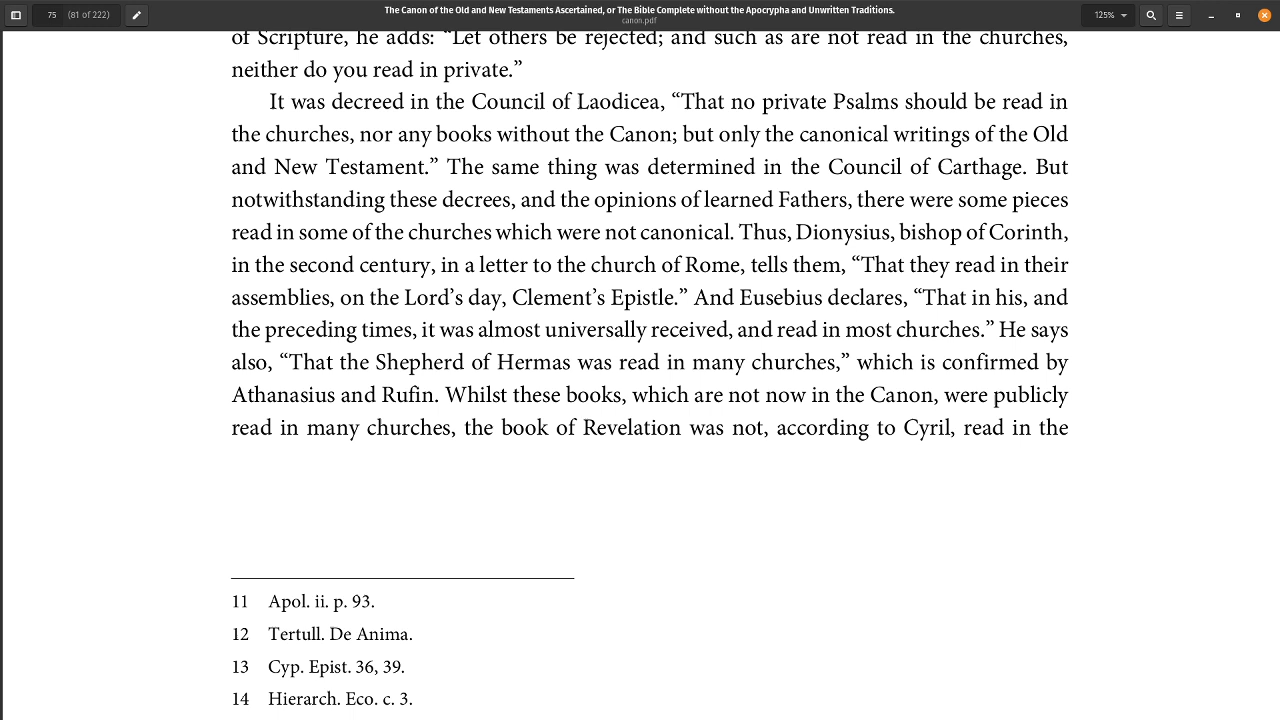 75 (81 of 222)
The Canon of the Old and New Testaments Ascertained, or The Bible Complete without the Apocrypha and Unwritten Traditions.
canon.pdf
125%
of Scripture, he adds: “Let others be rejected; and such as are not read in the churches,
neither do you read in private.”
It was decreed in the Council of Laodicea, “That no private Psalms should be read in
the churches, nor any books without the Canon; but only the canonical writings of the Old
and New Testament.” The same thing was determined in the Council of Carthage. But
notwithstanding these decrees, and the opinions of learned Fathers, there were some pieces
read in some of the churches which were not canonical. Thus, Dionysius, bishop of Corinth,
in the second century, in a letter to the church of Rome, tells them, “That they read in their
assemblies, on the Lord’s day, Clement’s Epistle.” And Eusebius declares, “That in his, and
the preceding times, it was almost universally received, and read in most churches.” He says
also, “That the Shepherd of Hermas was read in many churches,” which is confirmed by
Athanasius and Rufin. Whilst these books, which are not now in the Canon, were publicly
read in many churches, the book of Revelation was not, according to Cyril, read in the
11 Apol. ii. p. 93.
12 Tertull. De Anima.
13 Cyp. Epist. 36, 39.
14 Hierarch. Eco. c. 3.